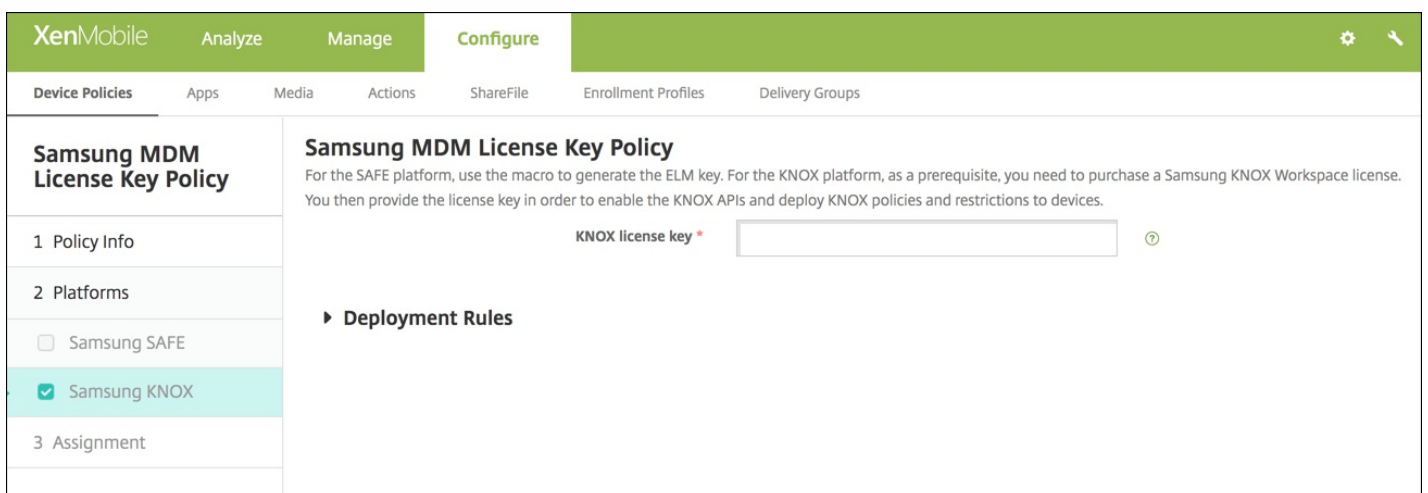 XenMobile Analyze Manage Configure
Device Policies Apps Media Actions ShareFile Enrollment Profiles Delivery Groups
Samsung MDM
License Key Policy
1 Policy Info
2 Platforms
Samsung SAFE
Samsung KNOX
3 Assignment
Samsung MDM License Key Policy
For the SAFE platform, use the macro to generate the ELM key. For the KNOX platform, as a prerequisite, you need to purchase a Samsung KNOX Workspace license.
You then provide the license key in order to enable the KNOX APIs and deploy KNOX policies and restrictions to devices.
KNOX license key *
?
Deployment Rules